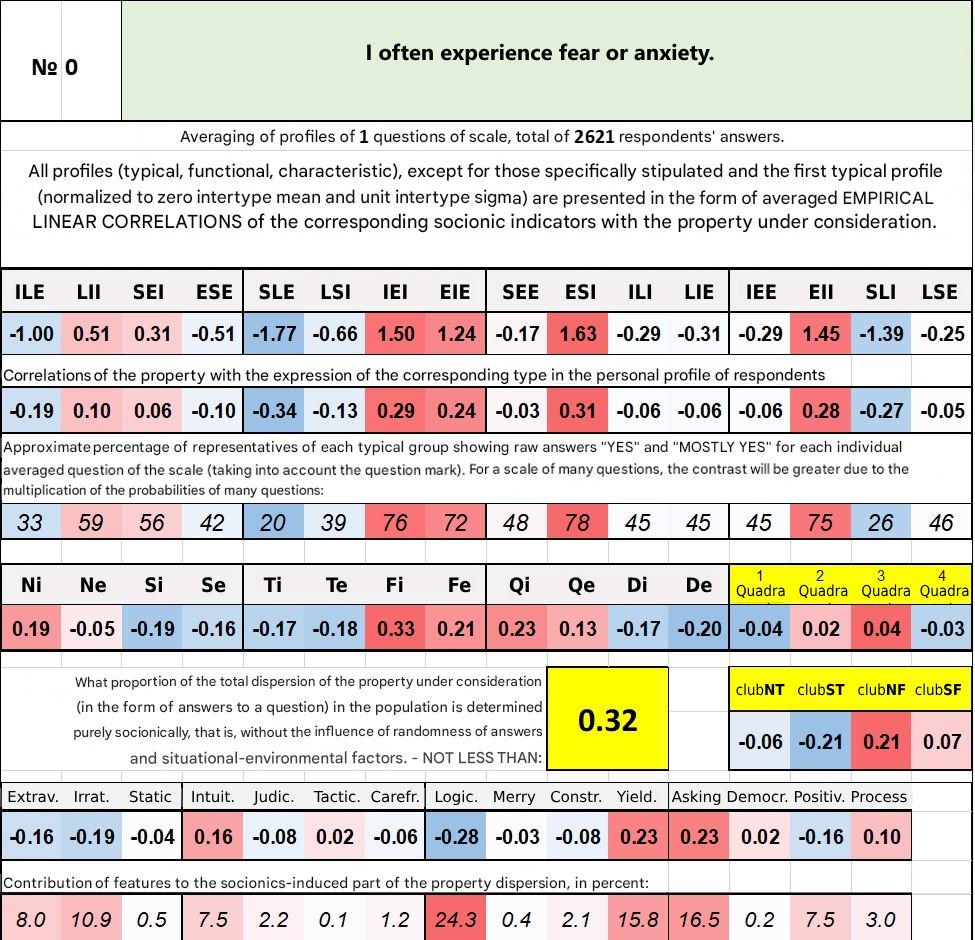 № 0
I often experience fear or anxiety.
Averaging of profiles of 1 questions of scale, total of 2621 respondents' answers.
All profiles (typical, functional, characteristic), except for those specifically stipulated and the first typical profile
(normalized to zero intertype mean and unit intertype sigma) are presented in the form of averaged EMPIRICAL
LINEAR CORRELATIONS of the corresponding socionic indicators with the property under consideration.
ILE LII SEI ESE SLE LSI IEI EIE SEE ESI ILI LIE IEE EII SLI LSE
-1.00 0.51 0.31 -0.51 -1.77 -0.66 1.50 1.24 -0.17 1.63 -0.29 -0.31 -0.29 1.45 -1.39 -0.25
Correlations of the property with the expression of the corresponding type in the personal profile of respondents
-0.19 0.10 0.06 -0.10 -0.34 -0.13 0.29 0.24 -0.03 0.31 -0.06 -0.06 -0.06 0.28 -0.27 -0.05
Approximate percentage of representatives of each typical group showing raw answers "YES" and "MOSTLY YES" for each individual
averaged question of the scale (taking into account the question mark). For a scale of many questions, the contrast will be greater due to the
multiplication of the probabilities of many questions:
33 59 56 42 20 39 76 72 48 78 45 45 45 75 26 46
Ni Ne Si Se Ti Te Fi Fe Qi Qe Di De 1 Quadra 2 Quadra 3 Quadra 4 Quadra
0.19 -0.05 -0.19 -0.16 -0.17 -0.18 0.33 0.21 0.23 0.13 -0.17 -0.20 -0.04 0.02 0.04 -0.03
What proportion of the total dispersion of the property under consideration
(in the form of answers to a question) in the population is determined
purely socionically, that is, without the influence of randomness of answers
and situational-environmental factors. - NOT LESS THAN:
0.32
clubNT clubST clubNF clubSF
-0.06 -0.21 0.21 0.07
Extrav. Irrat. Static Intuit. Judic. Tactic. Carefr. Logic. Merry Constr. Yield. Asking Democr. Positiv. Process
-0.16 -0.19 -0.04 0.16 -0.08 0.02 -0.06 -0.28 -0.03 -0.08 0.23 0.23 0.02 -0.16 0.10
Contribution of features to the socionics-induced part of the property dispersion, in percent:
8.0 10.9 0.5 7.5 2.2 0.1 1.2 24.3 0.4 2.1 15.8 16.5 0.2 7.5 3.0